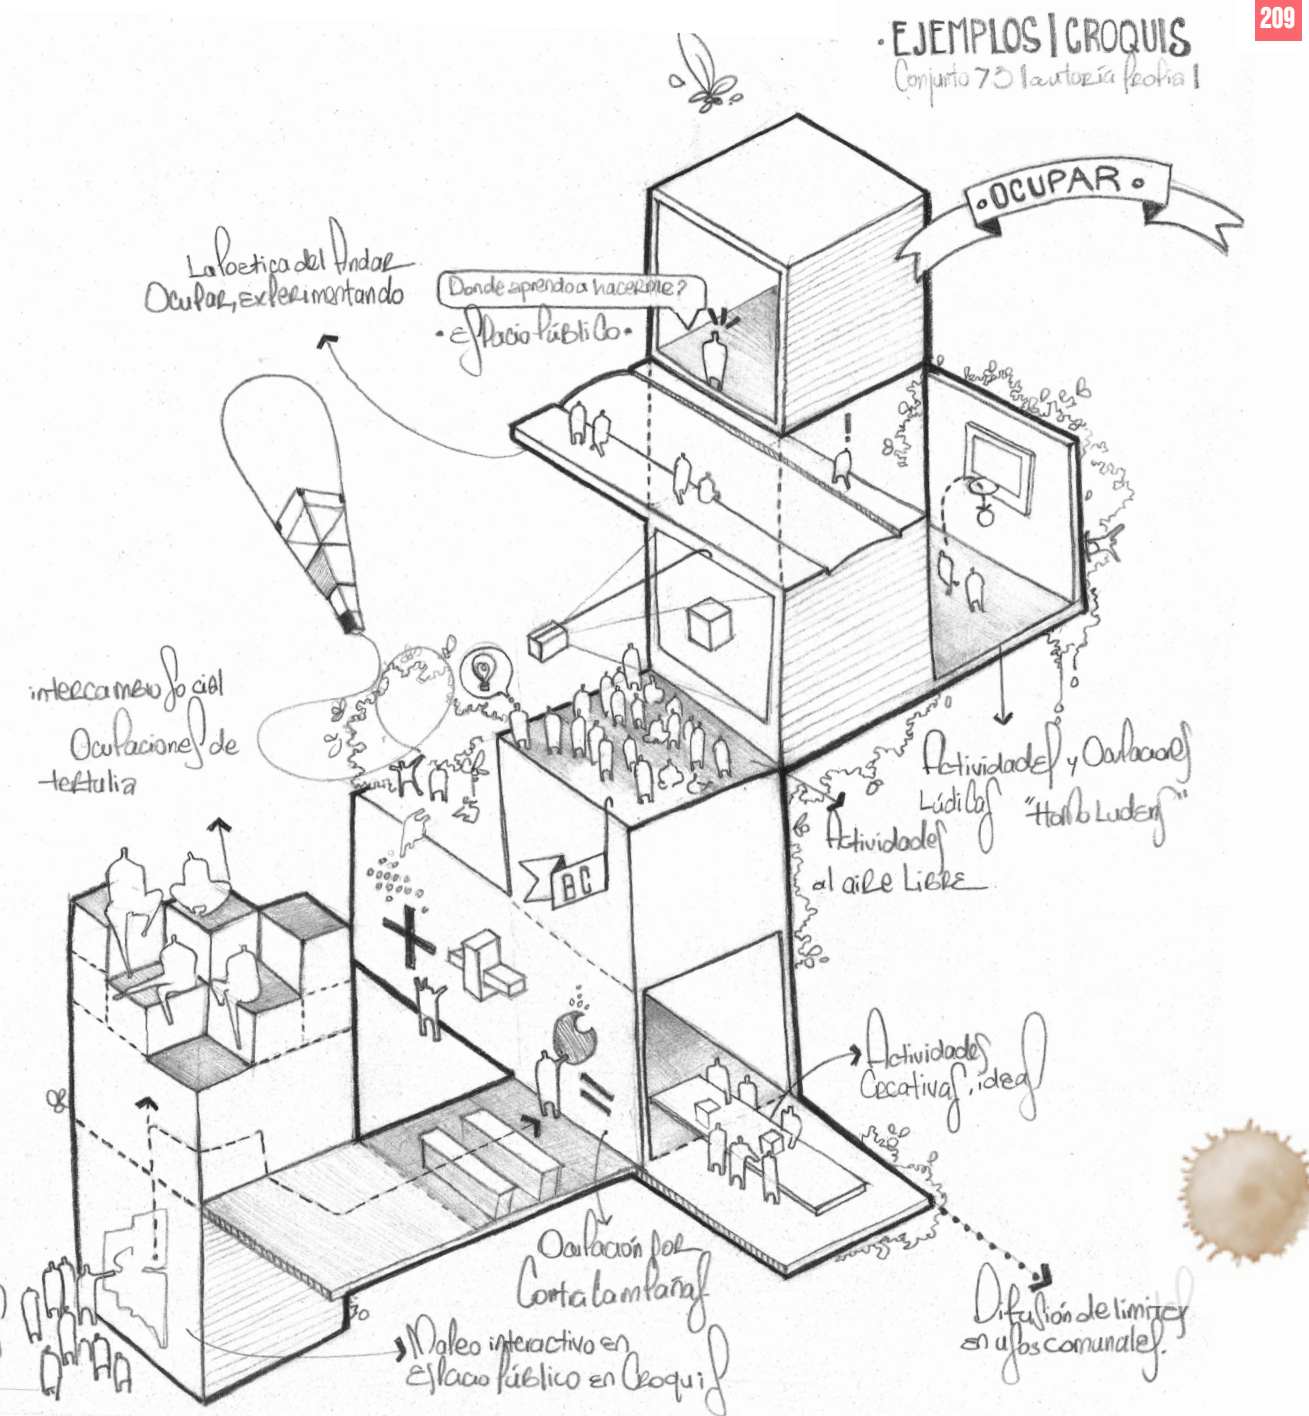 209
EJEMPLOS | CROQUIS
Conjunto 73 | autoría propia |
OCUPAR
La Poetica del Andar
Ocupar, experimentando
Donde aprendo a hacerme?
Espacio Público
intercambio social
Ocupaciones de
tertulia
Actividades y Ocupaciones
Lúdicas "Homo Ludens"
Actividades
al aire Libre
BC
Actividades
Creativas, ideas
Ocupación por
Contra Campañas
Difusión de limites
en usos comunales.
Mapeo interactivo en
Espacio Público en Croquis